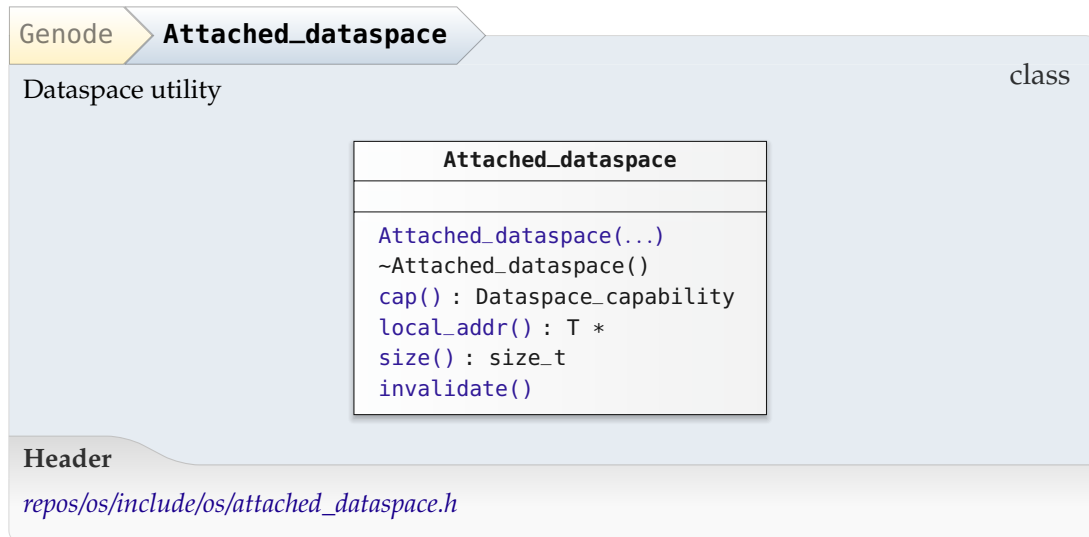 Genode Attached_dataspace
class
Dataspace utility
Attached_dataspace
Attached_dataspace(...)
~Attached_dataspace()
cap() : Dataspace_capability
local_addr() : T *
size() : size_t
invalidate()
Header
repos/os/include/os/attached_dataspace.h